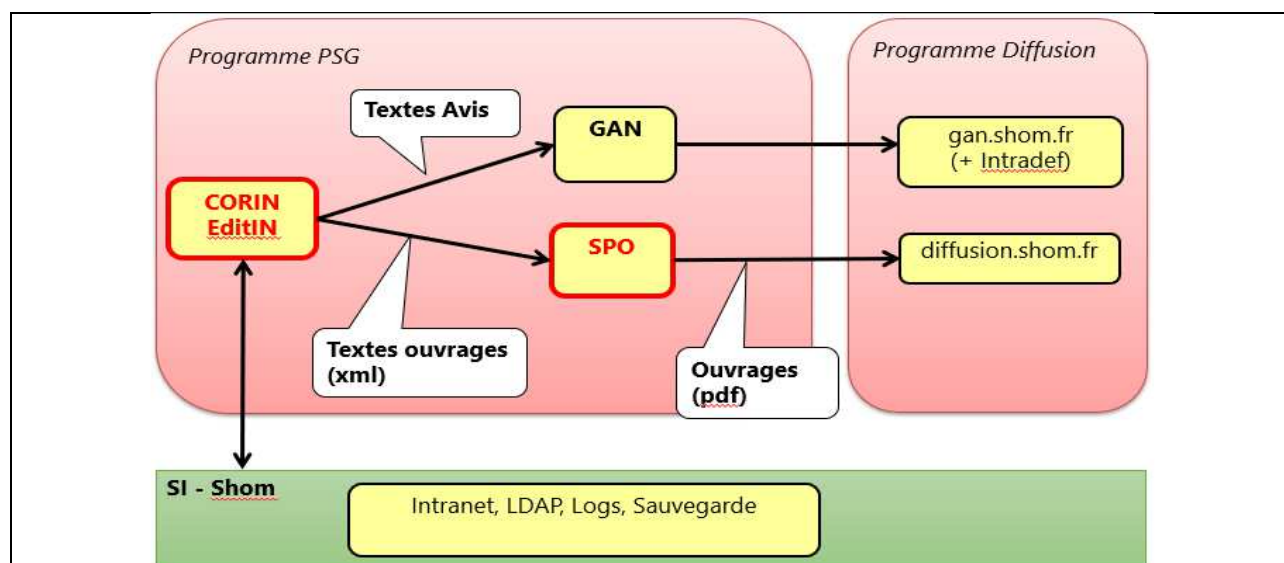 Programme PSG
Programme Diffusion
Textes Avis
GAN
gan.shom.fr
(+ Intradef)
CORIN
EditIN
SPO
diffusion.shom.fr
Textes ouvrages
(xml)
Ouvrages
(pdf)
SI - Shom
Intranet, LDAP, Logs, Sauvegarde